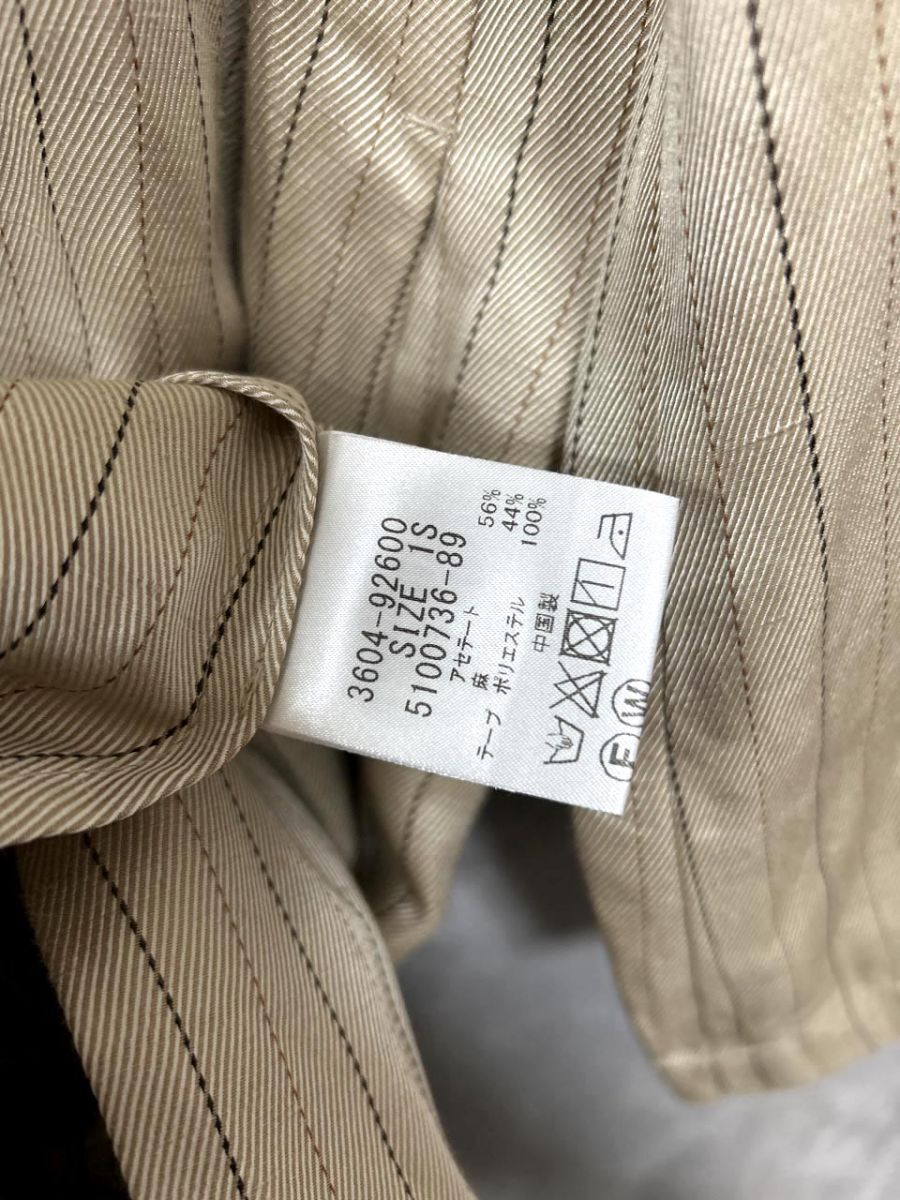 3604-92600
SIZE 1S
5100736-89
アセテート 56%
麻 44%
テープ ポリエステル 100%
中国製
F W